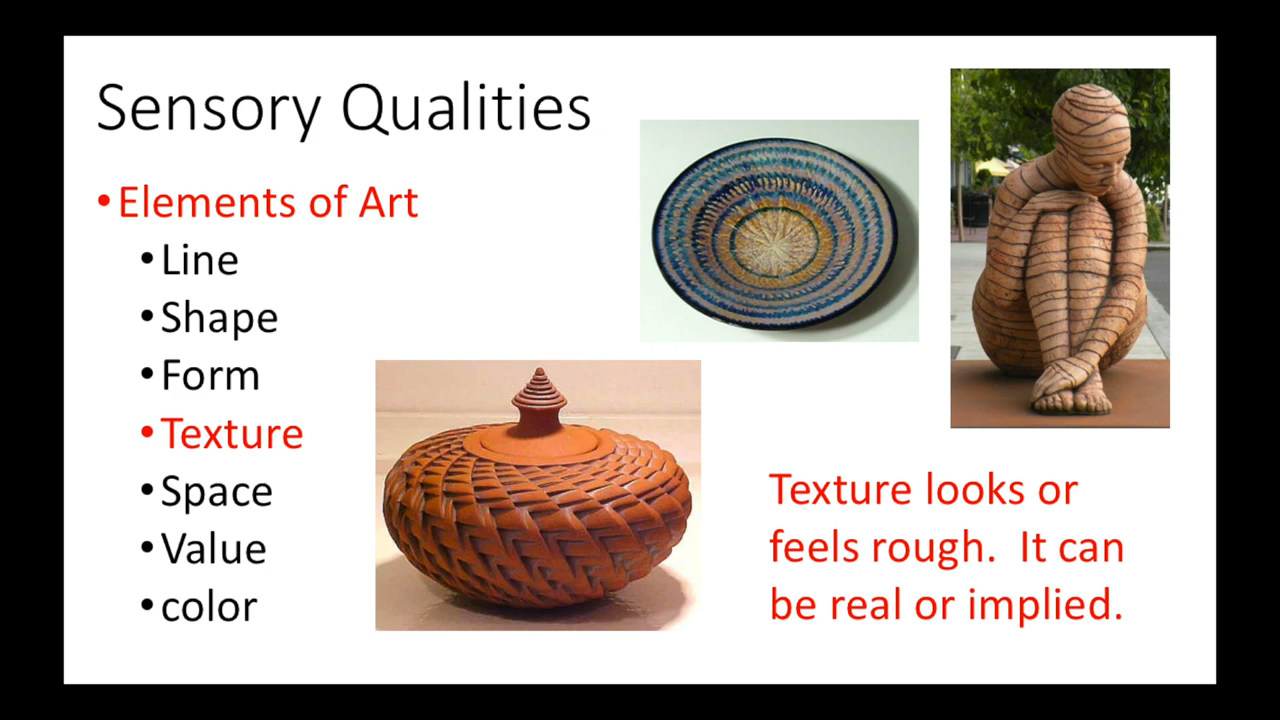 Sensory Qualities
• Elements of Art
• Line
• Shape
• Form
• Texture
• Space
• Value
• color
Texture looks or
feels rough.  It can
be real or implied.